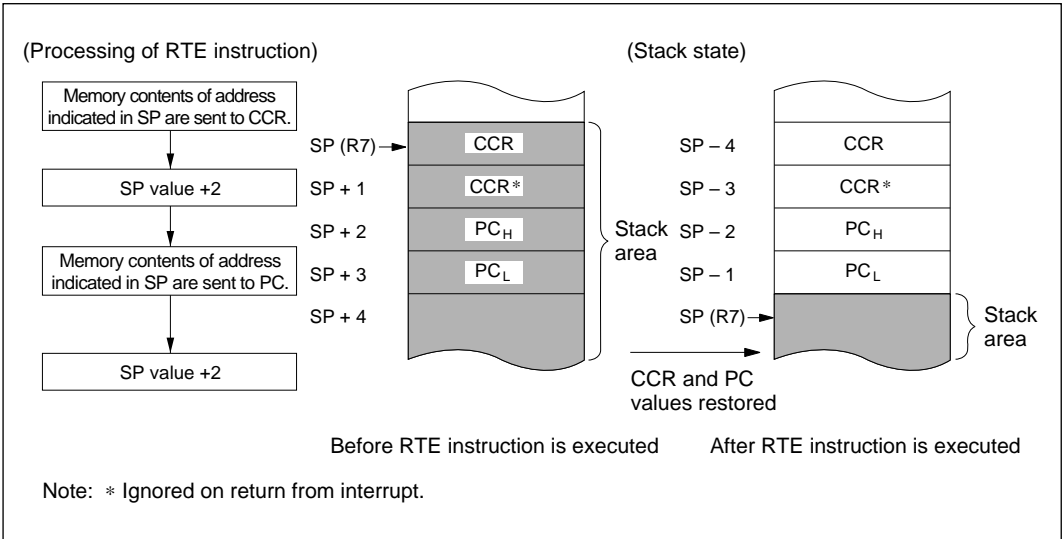 (Processing of RTE instruction)
Memory contents of address
indicated in SP are sent to CCR.
SP value +2
Memory contents of address
indicated in SP are sent to PC.
SP value +2
(Stack state)
SP (R7)
CCR
SP + 1
CCR*
SP + 2
PCH
SP + 3
PCL
SP + 4
Stack
area
SP – 4
CCR
SP – 3
CCR*
SP – 2
PCH
SP – 1
PCL
SP (R7)
Stack
area
CCR and PC
values restored
Before RTE instruction is executed
After RTE instruction is executed
Note: * Ignored on return from interrupt.